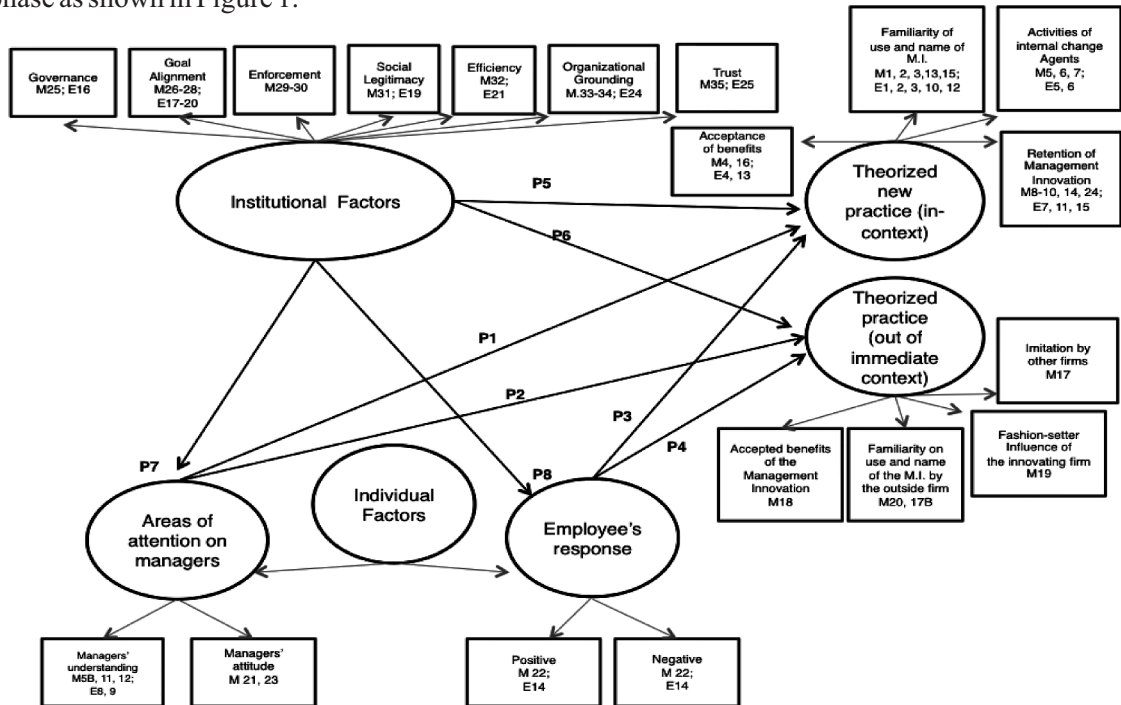 phase as shown in Figure 1.
Governance
M25; E16
Goal
Alignment
M26-28;
E17-20
Enforcement
M29-30
Social
Legitimacy
M31; E19
Efficiency
M32;
E21
Organizational
Grounding
M.33-34; E24
Trust
M35; E25
Familiarity of
use and name of
M.I.
M1, 2, 3,13,15;
E1, 2, 3, 10, 12
Activities of
internal change
Agents
M5, 6, 7;
E5, 6
Acceptance
of benefits
M4, 16;
E4, 13
Retention of
Management
Innovation
M8-10, 14, 24;
E7, 11, 15
Institutional Factors
Theorized
new
practice (in-
context)
P5
P6
Theorized
practice
(out of
immediate
context)
Imitation by
other firms
M17
P1
P2
P3
P4
Accepted benefits
of the
Management
Innovation
M18
Familiarity on
use and name
of the M.I. by
the outside firm
M20, 17B
Fashion-setter
Influence of
the innovating firm
M19
P7
P8
Individual
Factors
Areas of
attention on
managers
Employee's
response
Managers'
understanding
M5B, 11, 12;
E8, 9
Managers'
attitude
M 21, 23
Positive
M 22;
E14
Negative
M 22;
E14